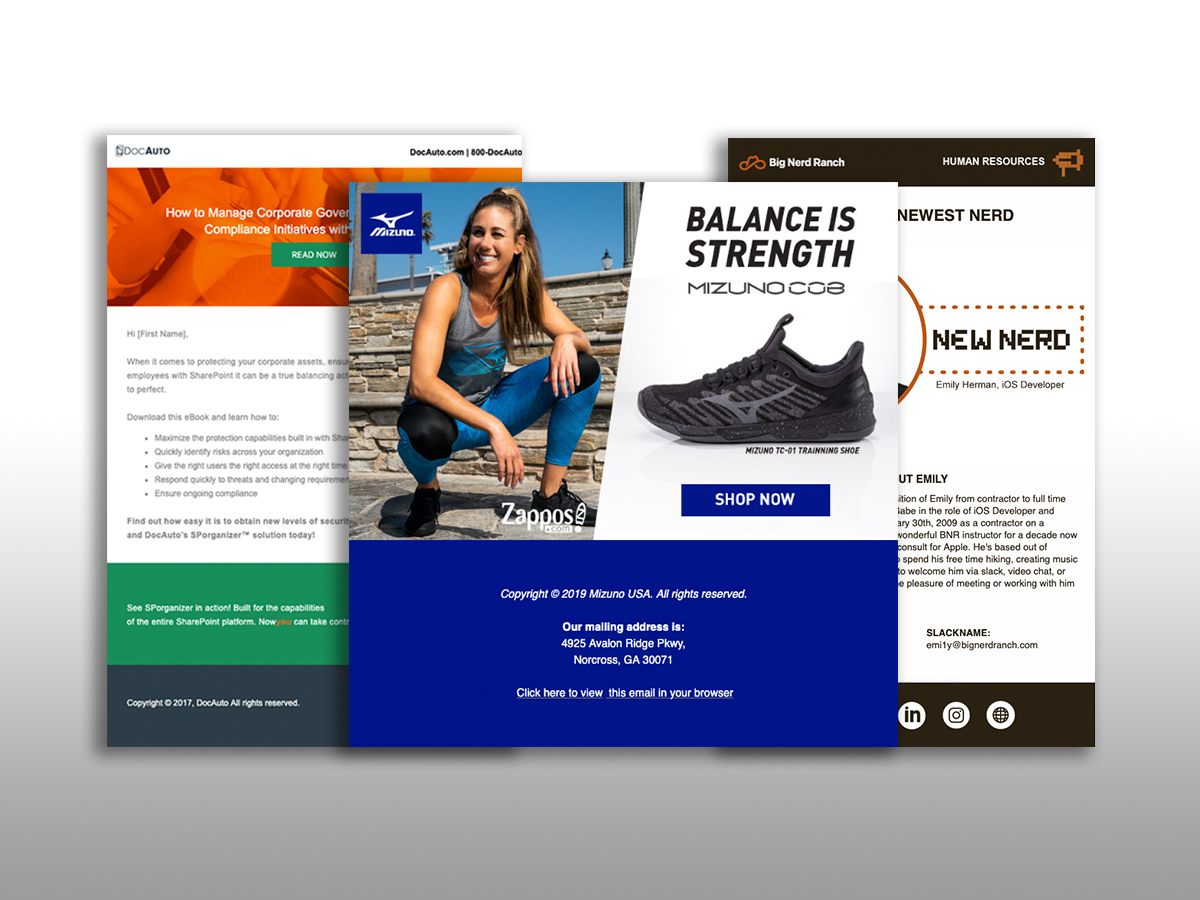 DOCAUTO
DocAuto.com | 800-DocAuto
How to Manage Corporate Gover
Compliance Initiatives with
READ NOW
Hi [First Name],
When it comes to protecting your corporate assets, ensu
employees with SharePoint it can be a true balancing act
to perfect.
Download this eBook and learn how to:
• Maximize the protection capabilities built in with Shar
• Quickly identify risks across your organization
• Give the right users the right access at the right time
• Respond quickly to threats and changing requiremen
• Ensure ongoing compliance
Find out how easy it is to obtain new levels of securit
and DocAuto's SPorganizer™ solution today!
See SPorganizer in action! Built for the capabilities
of the entire SharePoint platform. Nowyou can take contr
Copyright © 2017, DocAuto All rights reserved.
MIZUNO
BALANCE IS
STRENGTH
MIZUNO COB
MIZUNO TC-01 TRAINNING SHOE
SHOP NOW
Zappos
.com
Copyright © 2019 Mizuno USA. All rights reserved.
Our mailing address is:
4925 Avalon Ridge Pkwy,
Norcross, GA 30071
Click here to view this email in your browser
Big Nerd Ranch
HUMAN RESOURCES
NEWEST NERD
NEW NERD
Emily Herman, iOS Developer
UT EMILY
ition of Emily from contractor to full time
Gabe in the role of iOS Developer and
ary 30th, 2009 as a contractor on a
wonderful BNR instructor for a decade now
consult for Apple. He's based out of
o spend his free time hiking, creating music
to welcome him via slack, video chat, or
e pleasure of meeting or working with him
SLACKNAME:
emi1y@bignerdranch.com
in